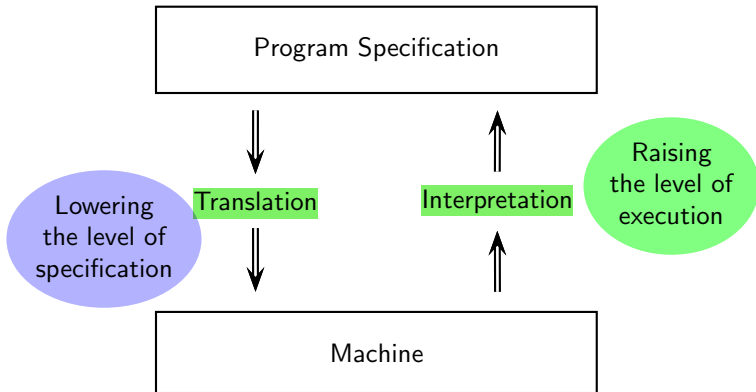 Program Specification
Translation
Interpretation
Lowering
the level of
specification
Raising
the level of
execution
Machine